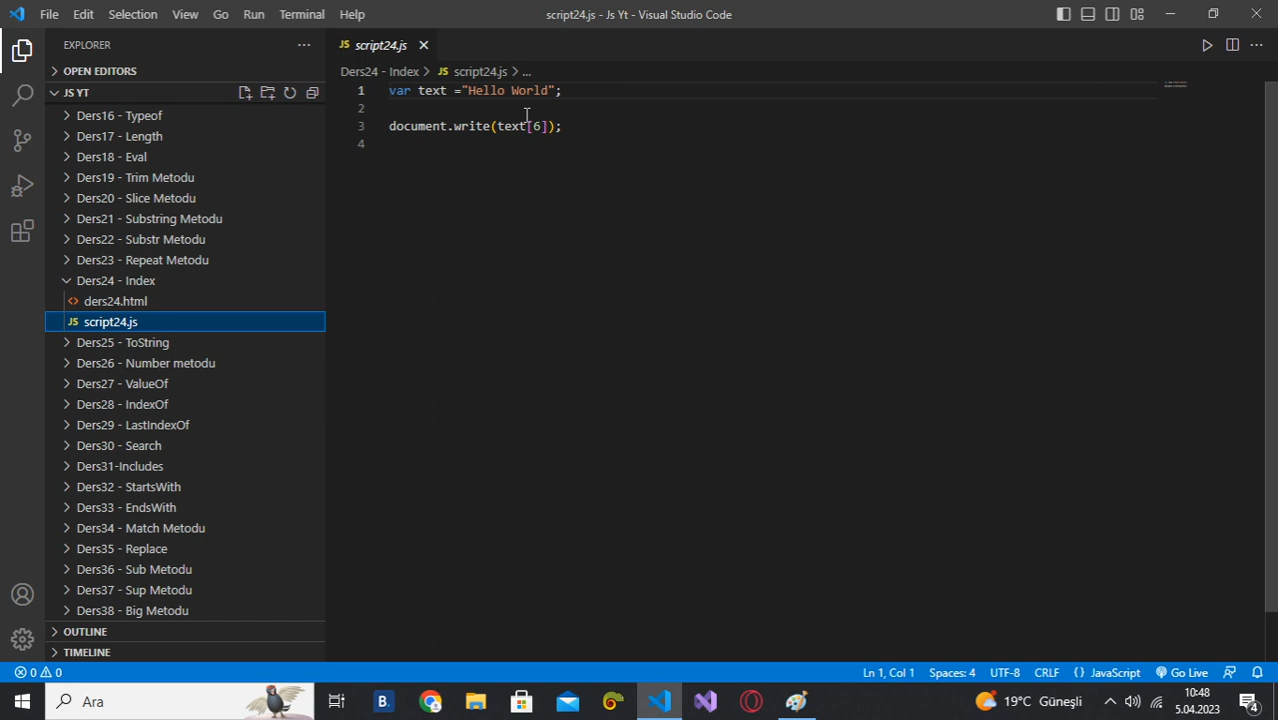 File Edit Selection View Go Run Terminal Help
script24.js - Js Yt - Visual Studio Code
EXPLORER
JS script24.js
OPEN EDITORS
Ders24 - Index > JS script24.js > ...
JS YT
1 var text ="Hello World";
2
3 document.write(text[6]);
4
Ders16 - Typeof
Ders17 - Length
Ders18 - Eval
Ders19 - Trim Metodu
Ders20 - Slice Metodu
Ders21 - Substring Metodu
Ders22 - Substr Metodu
Ders23 - Repeat Metodu
Ders24 - Index
<> ders24.html
JS script24.js
Ders25 - ToString
Ders26 - Number metodu
Ders27 - ValueOf
Ders28 - IndexOf
Ders29 - LastIndexOf
Ders30 - Search
Ders31-Includes
Ders32 - StartsWith
Ders33 - EndsWith
Ders34 - Match Metodu
Ders35 - Replace
Ders36 - Sub Metodu
Ders37 - Sup Metodu
Ders38 - Big Metodu
OUTLINE
TIMELINE
0 0
Ln 1, Col 1 Spaces: 4 UTF-8 CRLF {} JavaScript Go Live
Ara
B.
19°C Güneşli
10:48
5.04.2023
4